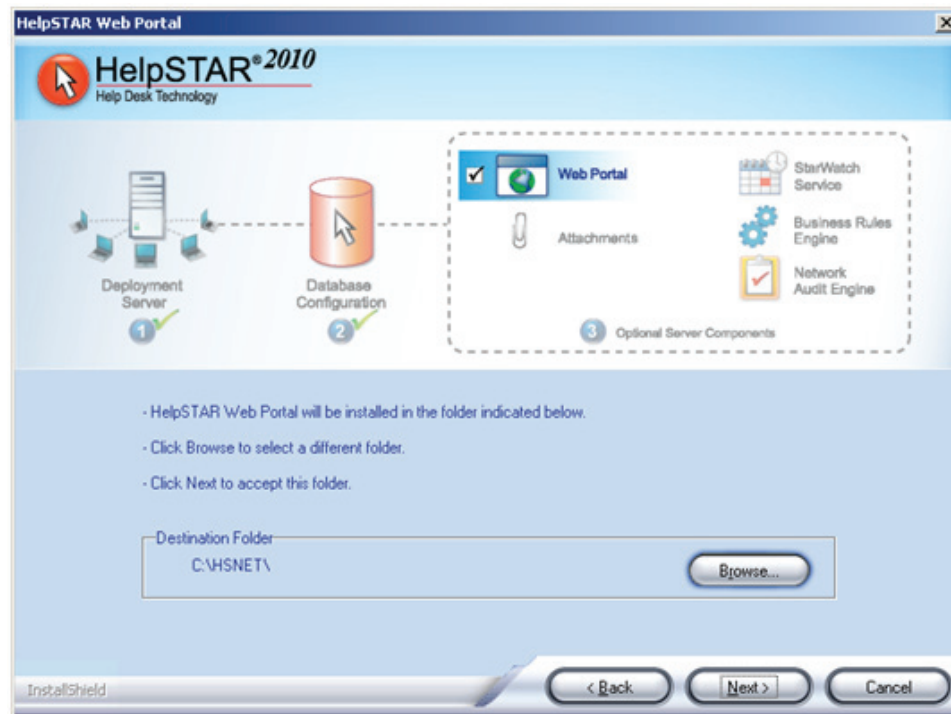 HelpSTAR Web Portal
HelpSTAR® 2010
Help Desk Technology
Deployment
Server
1
Database
Configuration
2
Web Portal
Attachments
StarWatch
Service
Business Rules
Engine
Network
Audit Engine
3 Optional Server Components
- HelpSTAR Web Portal will be installed in the folder indicated below.
- Click Browse to select a different folder.
- Click Next to accept this folder.
Destination Folder
C:\HSNET\
Browse...
InstallShield
< Back
Next >
Cancel